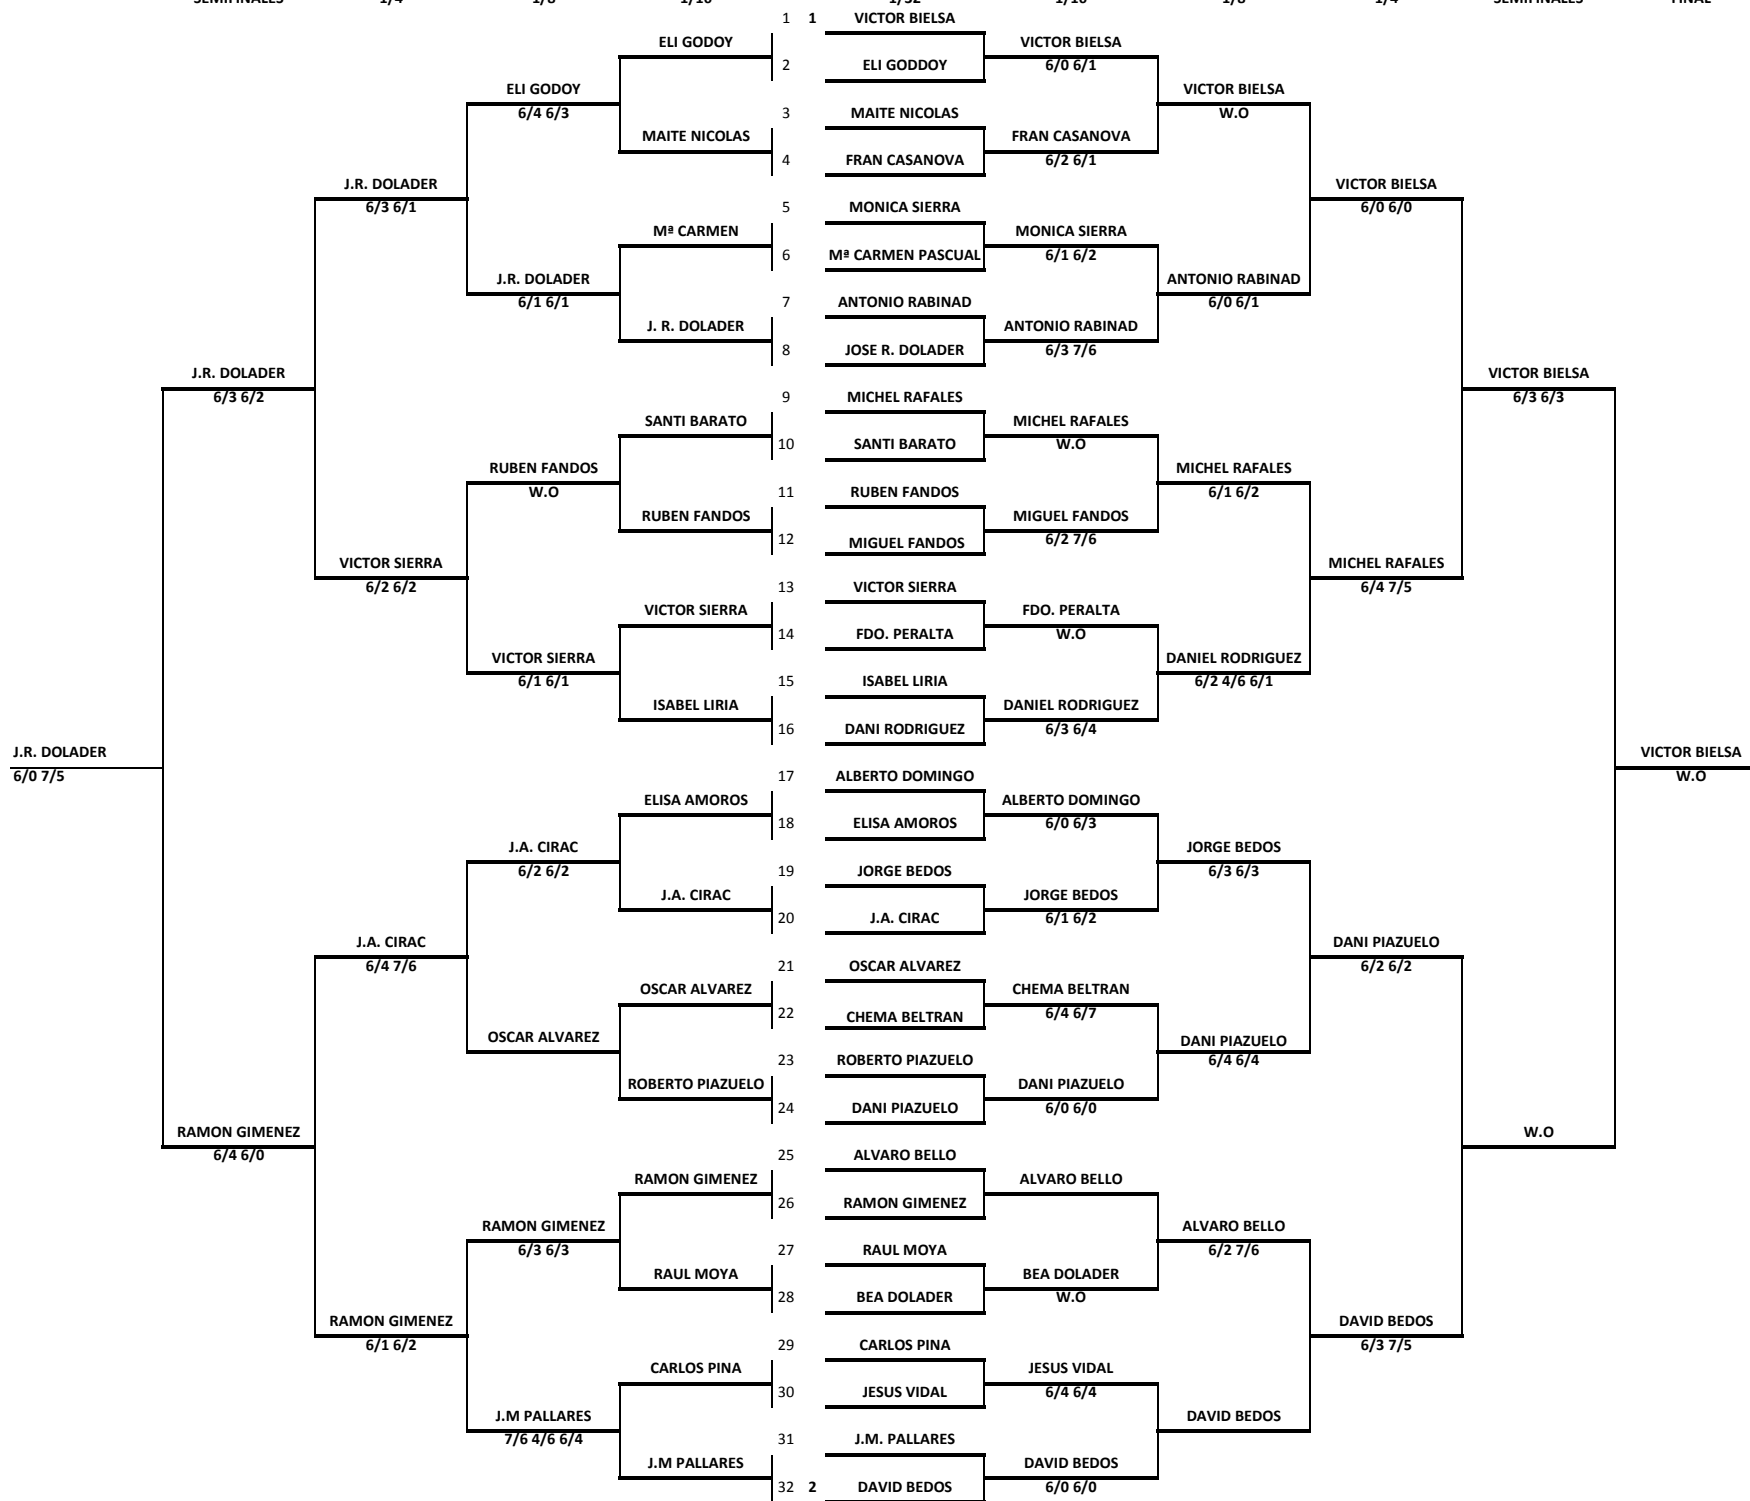 SEMIFINALES 1/4 1/8 1/16 1/32 1/16 1/8 1/4 SEMIFINALES FINAL
1 1 VICTOR BIELSA
ELI GODOY VICTOR BIELSA
2 ELI GODDOY 6/0 6/1
ELI GODOY VICTOR BIELSA
6/4 6/3 3 MAITE NICOLAS W.O
MAITE NICOLAS FRAN CASANOVA
4 FRAN CASANOVA 6/2 6/1
J.R. DOLADER VICTOR BIELSA
6/3 6/1 5 MONICA SIERRA 6/0 6/0
Mª CARMEN MONICA SIERRA
6 Mª CARMEN PASCUAL 6/1 6/2
J.R. DOLADER ANTONIO RABINAD
6/1 6/1 7 ANTONIO RABINAD 6/0 6/1
J. R. DOLADER ANTONIO RABINAD
8 JOSE R. DOLADER 6/3 7/6
J.R. DOLADER VICTOR BIELSA
6/3 6/2 9 MICHEL RAFALES 6/3 6/3
SANTI BARATO MICHEL RAFALES
10 SANTI BARATO W.O
RUBEN FANDOS MICHEL RAFALES
W.O 11 RUBEN FANDOS 6/1 6/2
RUBEN FANDOS MIGUEL FANDOS
12 MIGUEL FANDOS 6/2 7/6
VICTOR SIERRA MICHEL RAFALES
6/2 6/2 13 VICTOR SIERRA 6/4 7/5
VICTOR SIERRA FDO. PERALTA
14 FDO. PERALTA W.O
VICTOR SIERRA DANIEL RODRIGUEZ
6/1 6/1 15 ISABEL LIRIA 6/2 4/6 6/1
ISABEL LIRIA DANIEL RODRIGUEZ
16 DANI RODRIGUEZ 6/3 6/4
J.R. DOLADER VICTOR BIELSA
6/0 7/5 17 ALBERTO DOMINGO W.O
ELISA AMOROS ALBERTO DOMINGO
18 ELISA AMOROS 6/0 6/3
J.A. CIRAC JORGE BEDOS
6/2 6/2 19 JORGE BEDOS 6/3 6/3
J.A. CIRAC JORGE BEDOS
20 J.A. CIRAC 6/1 6/2
J.A. CIRAC DANI PIAZUELO
6/4 7/6 21 OSCAR ALVAREZ 6/2 6/2
OSCAR ALVAREZ CHEMA BELTRAN
22 CHEMA BELTRAN 6/4 6/7
OSCAR ALVAREZ DANI PIAZUELO
23 ROBERTO PIAZUELO 6/4 6/4
ROBERTO PIAZUELO DANI PIAZUELO
24 DANI PIAZUELO 6/0 6/0
RAMON GIMENEZ W.O
6/4 6/0 25 ALVARO BELLO
RAMON GIMENEZ ALVARO BELLO
26 RAMON GIMENEZ
RAMON GIMENEZ ALVARO BELLO
6/3 6/3 27 RAUL MOYA 6/2 7/6
RAUL MOYA BEA DOLADER
28 BEA DOLADER W.O
RAMON GIMENEZ DAVID BEDOS
6/1 6/2 29 CARLOS PINA 6/3 7/5
CARLOS PINA JESUS VIDAL
30 JESUS VIDAL 6/4 6/4
J.M PALLARES DAVID BEDOS
7/6 4/6 6/4 31 J.M. PALLARES
J.M PALLARES DAVID BEDOS
32 2 DAVID BEDOS 6/0 6/0